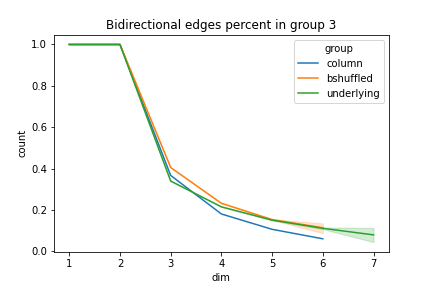 Bidirectional edges percent in group 3
group
column
bshuffled
underlying
count
1.0
0.8
0.6
0.4
0.2
0.0
1 2 3 4 5 6 7
dim